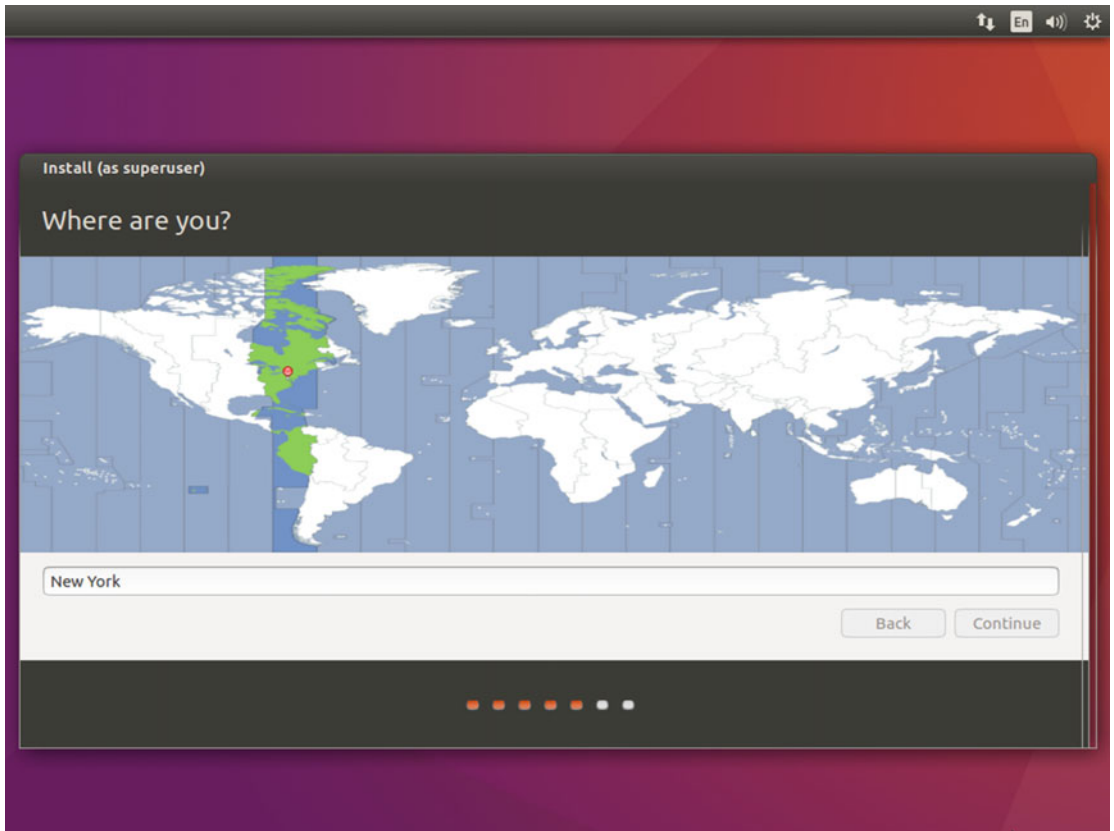 En
Install (as superuser)
Where are you?
New York
Back Continue